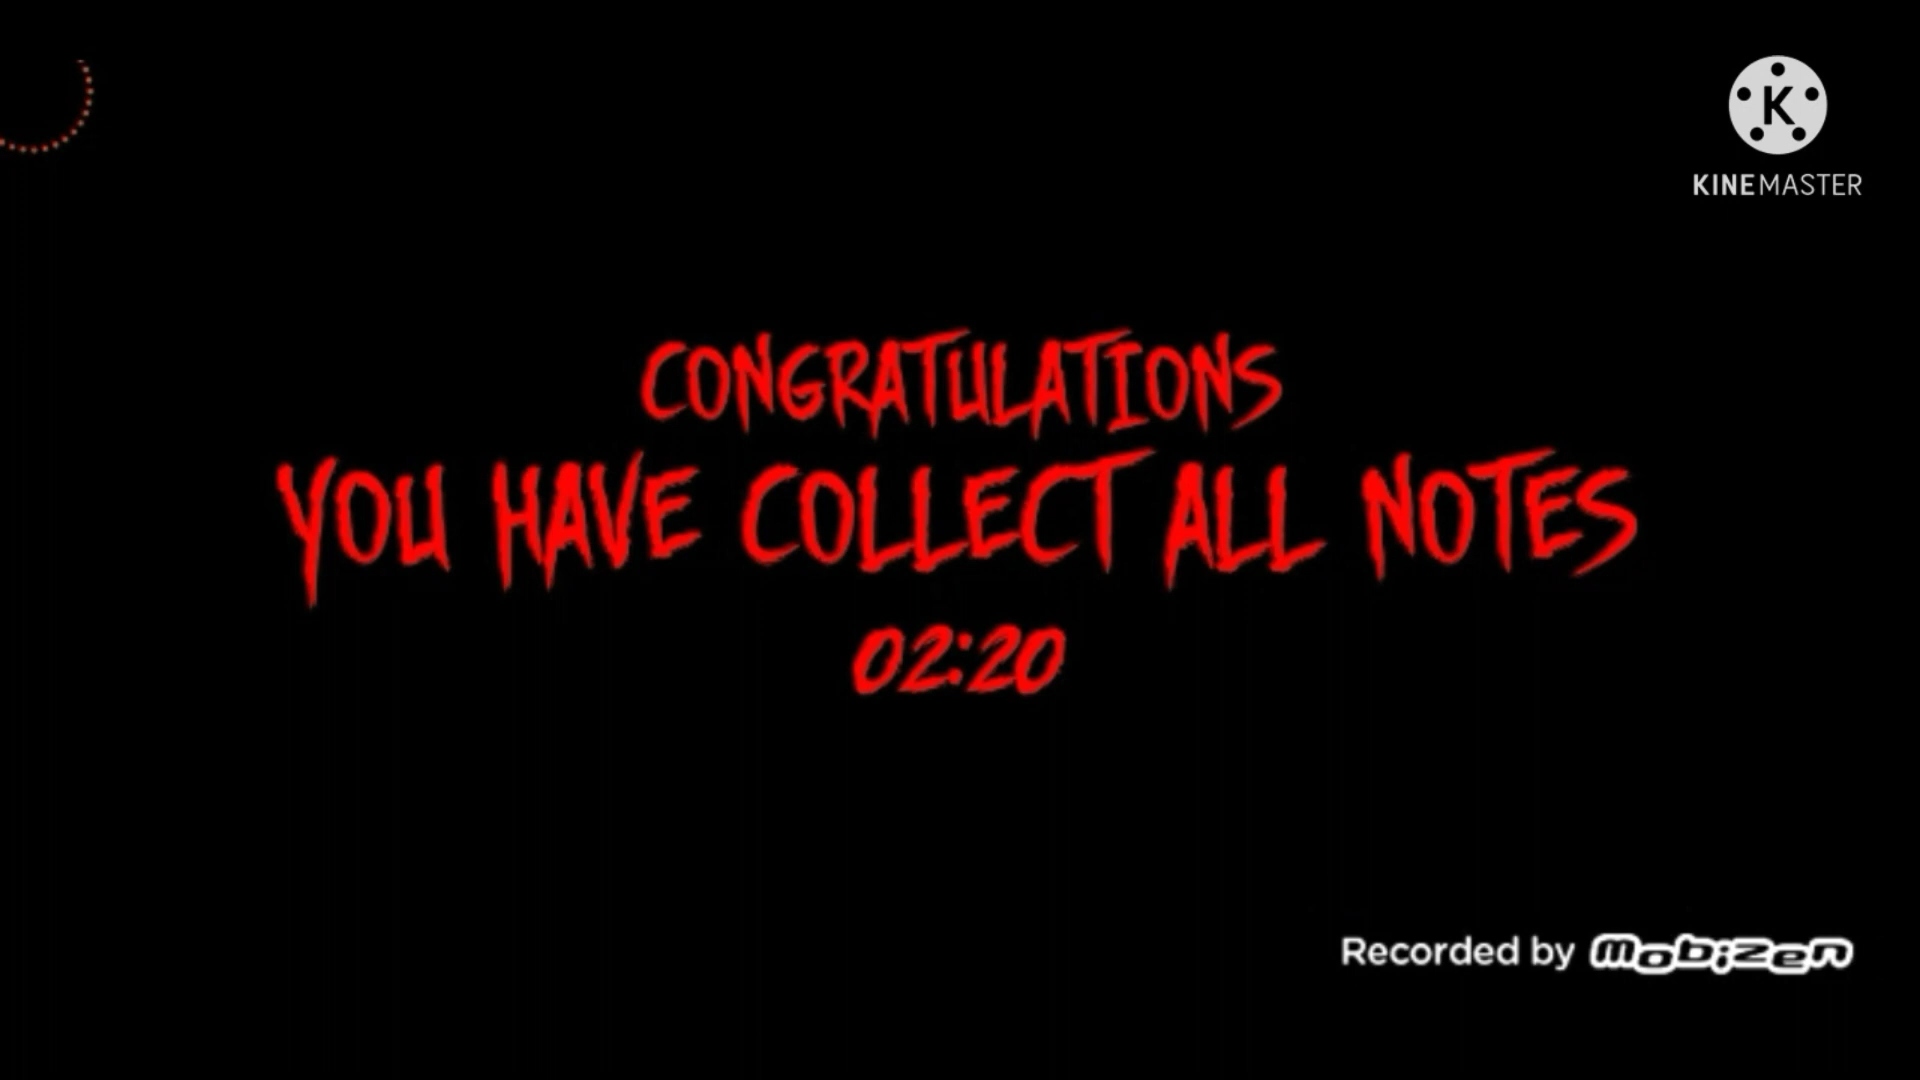 K
KINEMASTER
CONGRATULATIONS
YOU HAVE COLLECT ALL NOTES
02:20
Recorded by mobizen